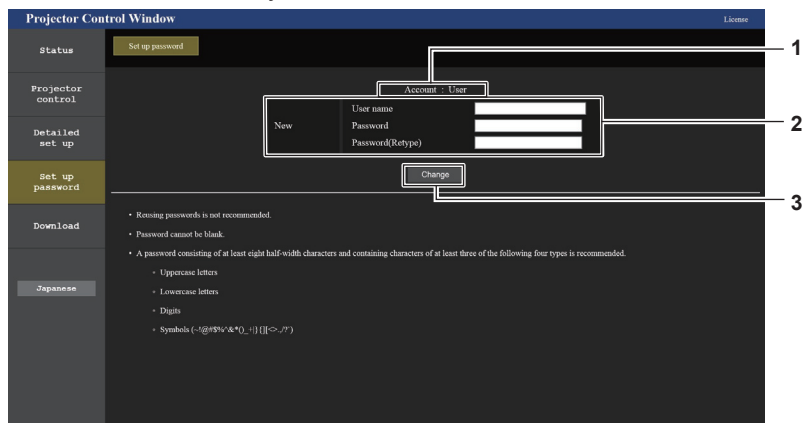 Projector Control Window
License
Status
Set up password
1
Projector
control
Account : User
User name
New
Password
2
Password(Retype)
Detailed
set up
Set up
password
Change
3
Download
• Reusing passwords is not recommended.
• Password cannot be blank.
• A password consisting of at least eight half-width characters and containing characters of at least three of the following four types is recommended.
Uppercase letters
Lowercase letters
Digits
Symbols (~!@#$%^&*()_+|}{][<>.,/?`)
Japanese